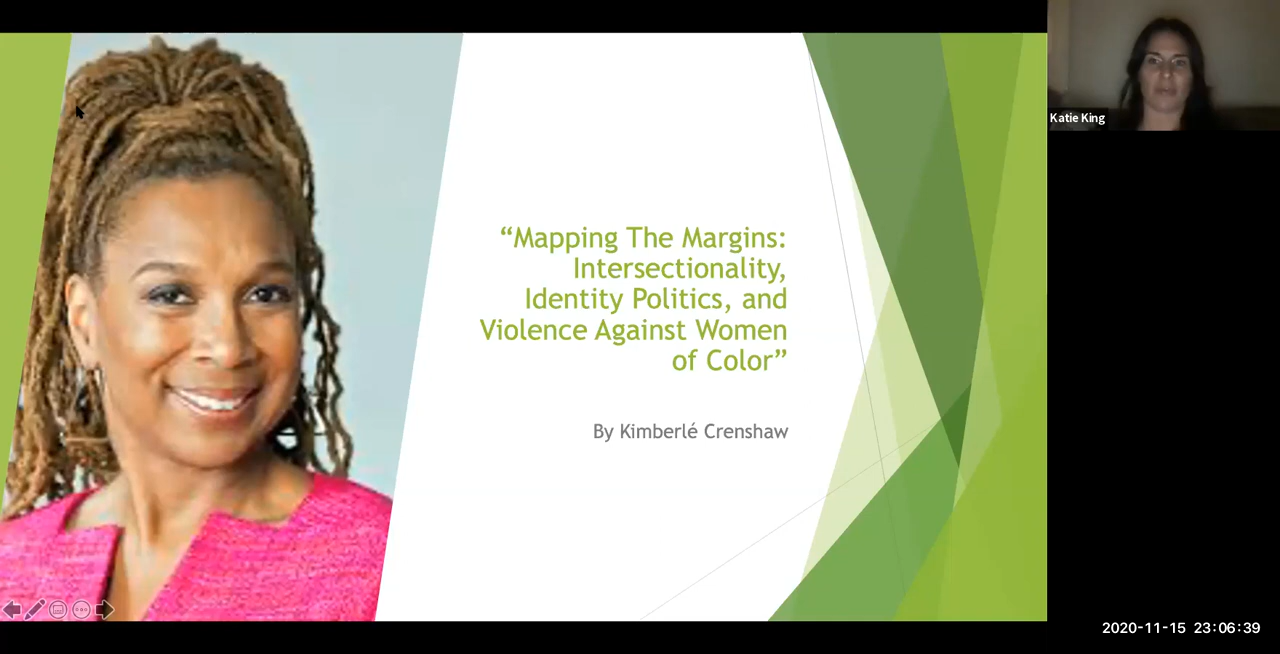 “Mapping The Margins:
Intersectionality,
Identity Politics, and
Violence Against Women
of Color”
By Kimberlé Crenshaw
Katie King
2020-11-15 23:06:39